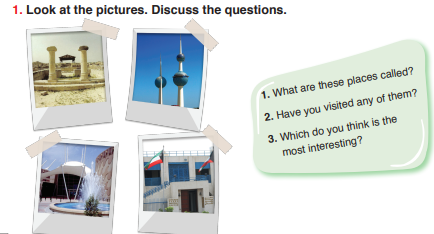 1. Look at the pictures. Discuss the questions.
1. What are these places called?
2. Have you visited any of them?
3. Which do you think is the
most interesting?